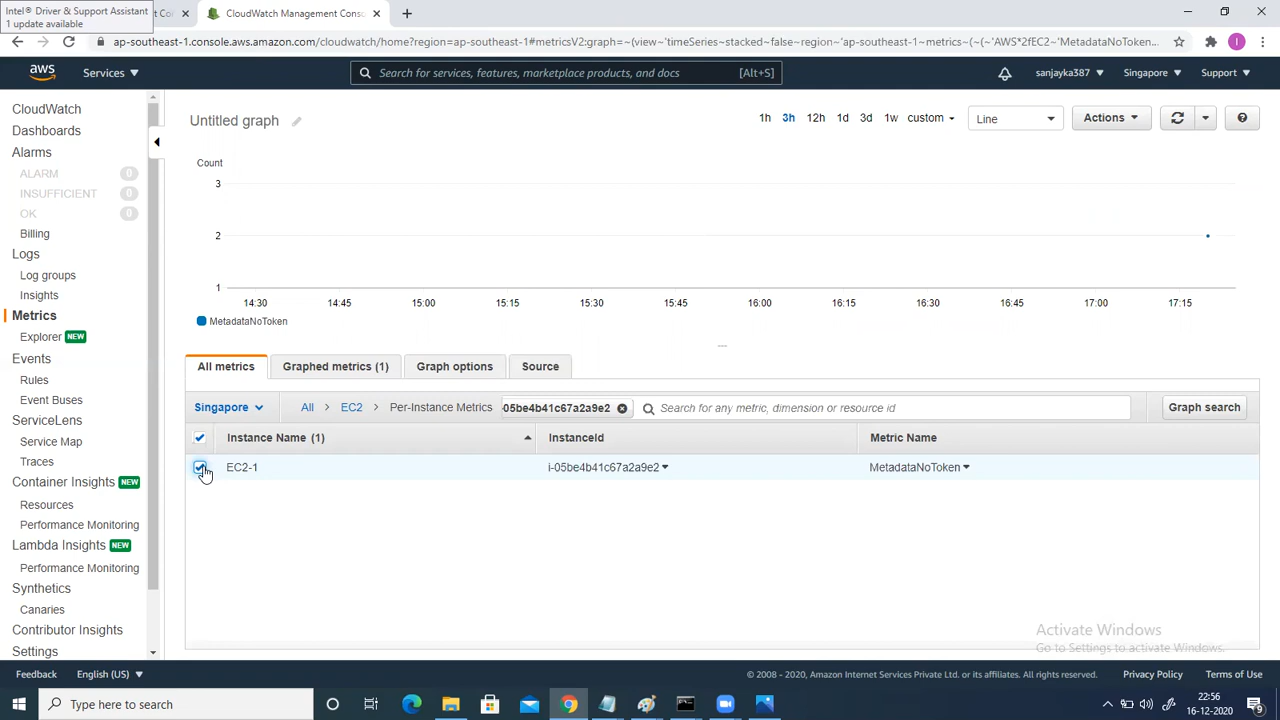 Intel® Driver & Support Assistant
1 update available
t Co
CloudWatch Management Conso
ap-southeast-1.console.aws.amazon.com/cloudwatch/home?region=ap-southeast-1#metricsV2:graph=~(view~'timeSeries~stacked~false~region~'ap-southeast-1~metrics~(~(~'AWS*2fEC2~'MetadataNoToken...
aws
Services
Search for services, features, marketplace products, and docs
[Alt+S]
sanjayka387
Singapore
Support
CloudWatch
Dashboards
Alarms
ALARM 0
INSUFFICIENT 0
OK 0
Billing
Logs
Log groups
Insights
Metrics
Explorer NEW
Events
Rules
Event Buses
ServiceLens
Service Map
Traces
Container Insights NEW
Resources
Performance Monitoring
Lambda Insights NEW
Performance Monitoring
Synthetics
Canaries
Contributor Insights
Settings
Untitled graph
1h 3h 12h 1d 3d 1w custom
Line
Actions
Count
3
2
1
14:30 14:45 15:00 15:15 15:30 15:45 16:00 16:15 16:30 16:45 17:00 17:15
MetadataNoToken
All metrics
Graphed metrics (1)
Graph options
Source
Singapore
All > EC2 > Per-Instance Metrics
-05be4b41c67a2a9e2
Search for any metric, dimension or resource id
Graph search
Instance Name (1) InstanceId Metric Name
EC2-1 i-05be4b41c67a2a9e2 MetadataNoToken
Activate Windows
Go to Settings to activate Windows.
Feedback
English (US)
© 2008 - 2020, Amazon Internet Services Private Ltd. or its affiliates. All rights reserved.
Privacy Policy
Terms of Use
Type here to search
22:56
16-12-2020